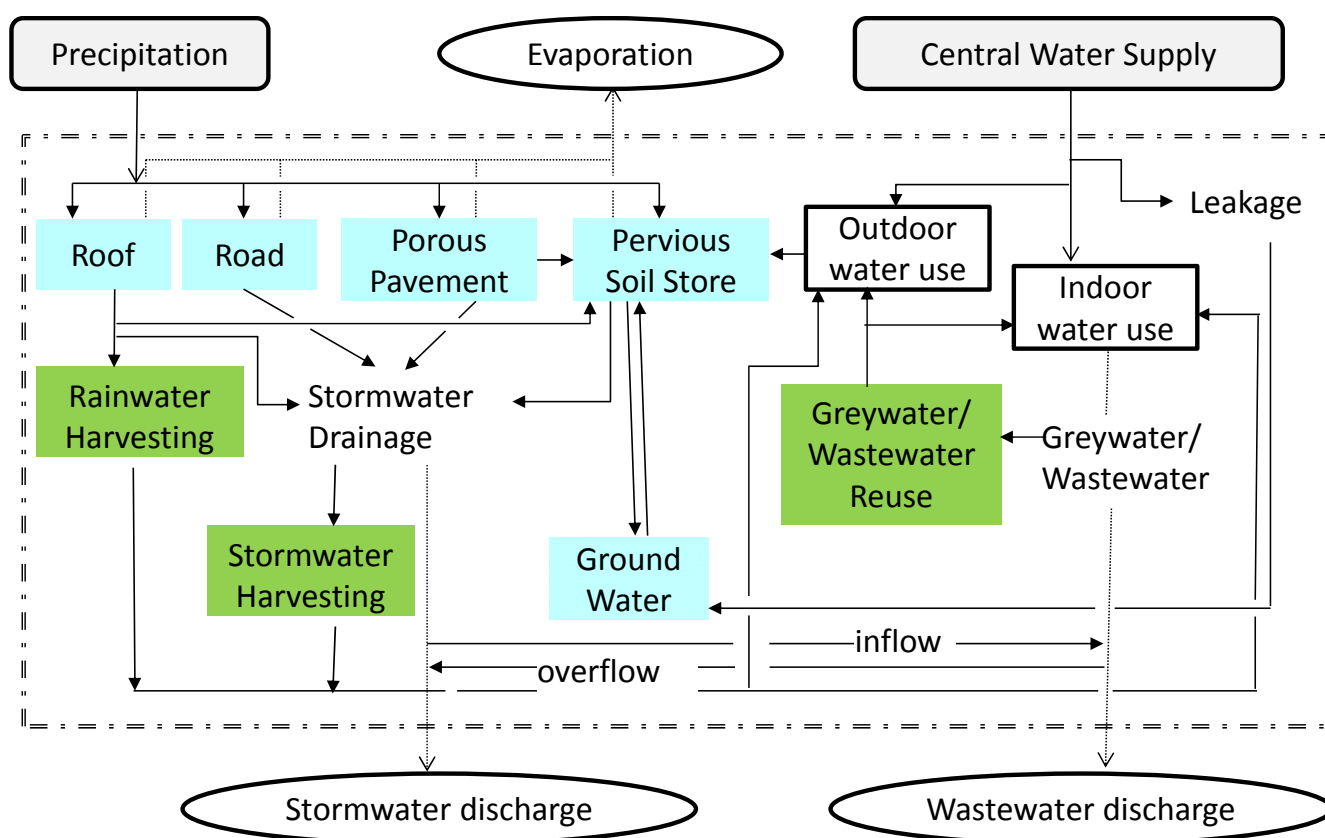 Precipitation
Evaporation
Central Water Supply
Leakage
Roof
Road
Porous
Pavement
Pervious
Soil Store
Outdoor
water use
Indoor
water use
Rainwater
Harvesting
Stormwater
Drainage
Greywater/
Wastewater
Reuse
Greywater/
Wastewater
Stormwater
Harvesting
Ground
Water
inflow
overflow
Stormwater discharge
Wastewater discharge